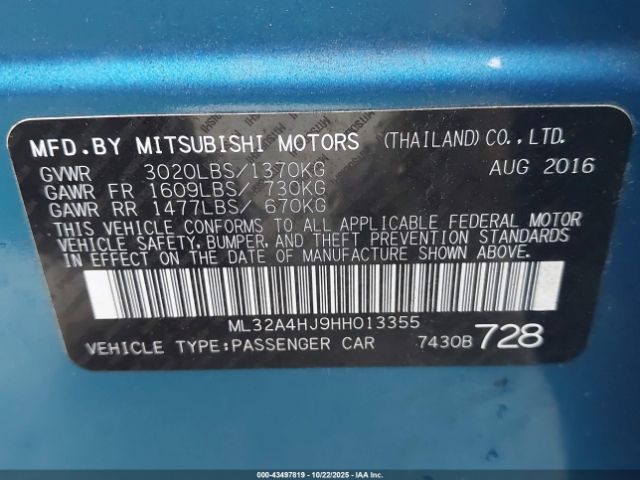 MFD. BY MITSUBISHI MOTORS (THAILAND) CO., LTD.
GVWR 3020LBS/1370KG AUG 2016
GAWR FR 1609LBS/ 730KG
GAWR RR 1477LBS/ 670KG
THIS VEHICLE CONFORMS TO ALL APPLICABLE FEDERAL MOTOR
VEHICLE SAFETY, BUMPER, AND THEFT PREVENTION STANDARDS
IN EFFECT ON THE DATE OF MANUFACTURE SHOWN ABOVE.
ML32A4HJ9HH013355
VEHICLE TYPE:PASSENGER CAR 7430B 728
000-43497819 - 10/22/2025 - IAAI.COM